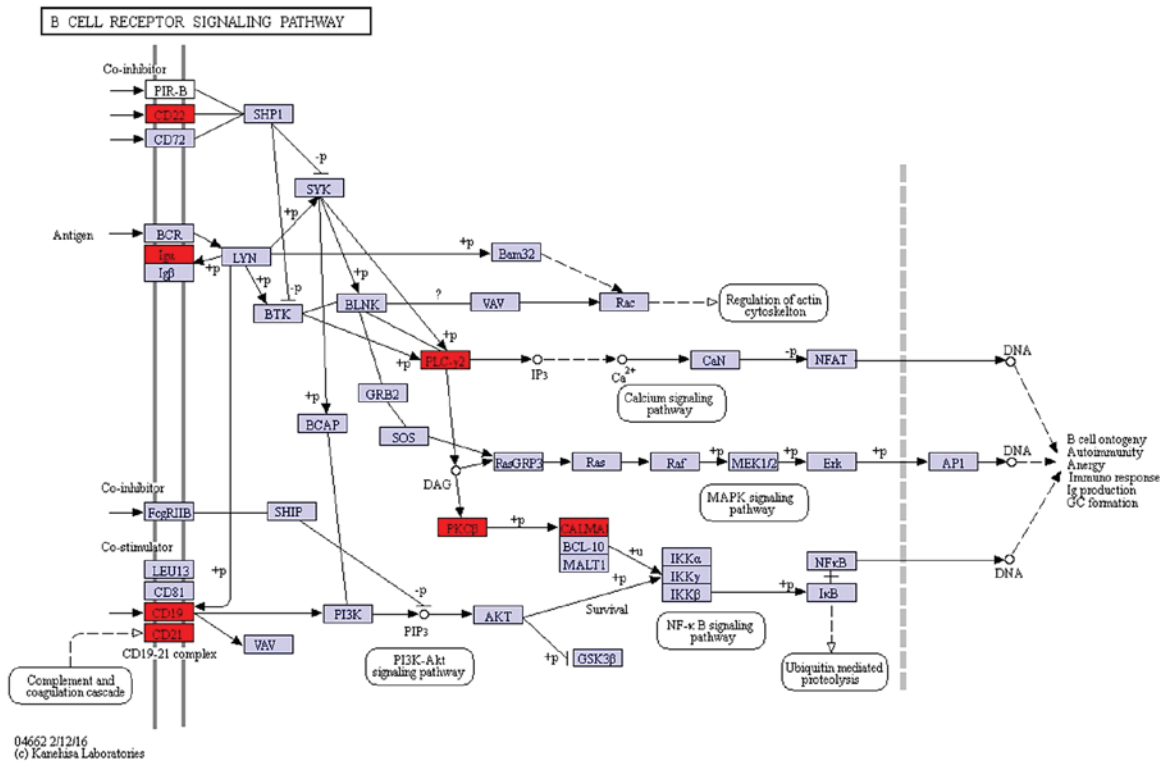 B CELL RECEPTOR SIGNALING PATHWAY
Co-inhibitor
PIR-B
CD22
SHP1
CD72
-p
SYK
+p
Antigen
BCR
Igα
LYN
+p
Bam32
Igβ
+p
+p
+p
-p
BTK
BLNK
?
VAV
Rac
Regulation of actin
cytoskelton
+p
+p
PLC-γ2
IP3
Ca2+
CaN
-p
NFAT
DNA
Calcium signaling
pathway
GRB2
+p
BCAP
SOS
RasGRP3
Ras
Raf
+p
MEK1/2
+p
Erk
+p
AP1
DNA
DAG
MAPK signaling
pathway
B cell ontogeny
Autoimmunity
Anergy
Immuno response
Ig production
GC formation
Co-inhibitor
FcgRIIB
SHIP
PKCβ
+p
CALMA1
BCL-10
MALT1
+u
IKKα
IKKγ
IKKβ
+p
+p
NFκB
IκB
DNA
Co-stimulator
LEU13
CD81
+p
CD19
CD21
CD19-21 complex
VAV
PI3K
-p
PIP3
AKT
Survival
+p
GSK3β
NF-κ B signaling
pathway
PI3K-Akt
signaling pathway
Ubiquitin mediated
proteolysis
Complement and
coagulation cascade
04662 2/12/16
(c) Kanehisa Laboratories